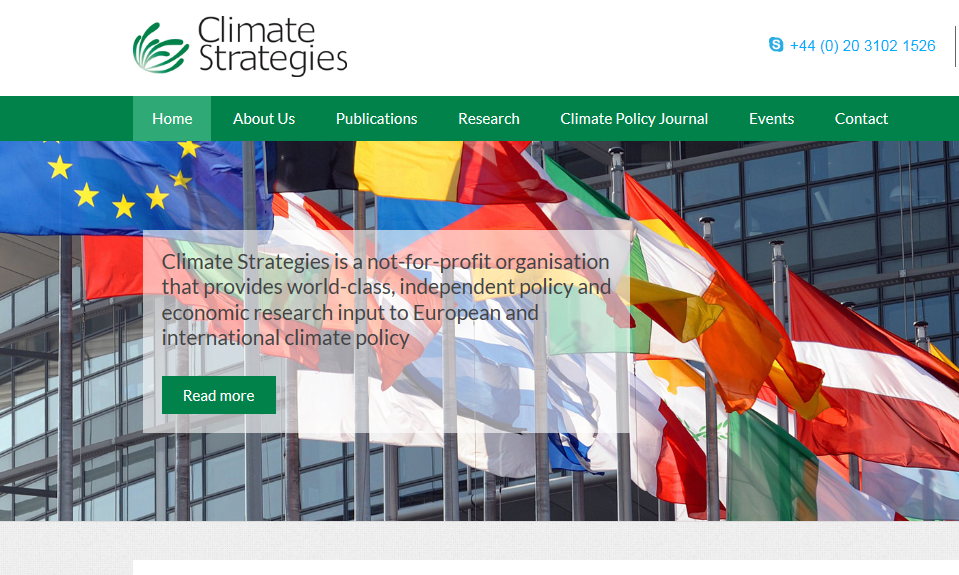 Climate
Strategies
+44 (0) 20 3102 1526
Home About Us Publications Research Climate Policy Journal Events Contact
Climate Strategies is a not-for-profit organisation
that provides world-class, independent policy and
economic research input to European and
international climate policy
Read more